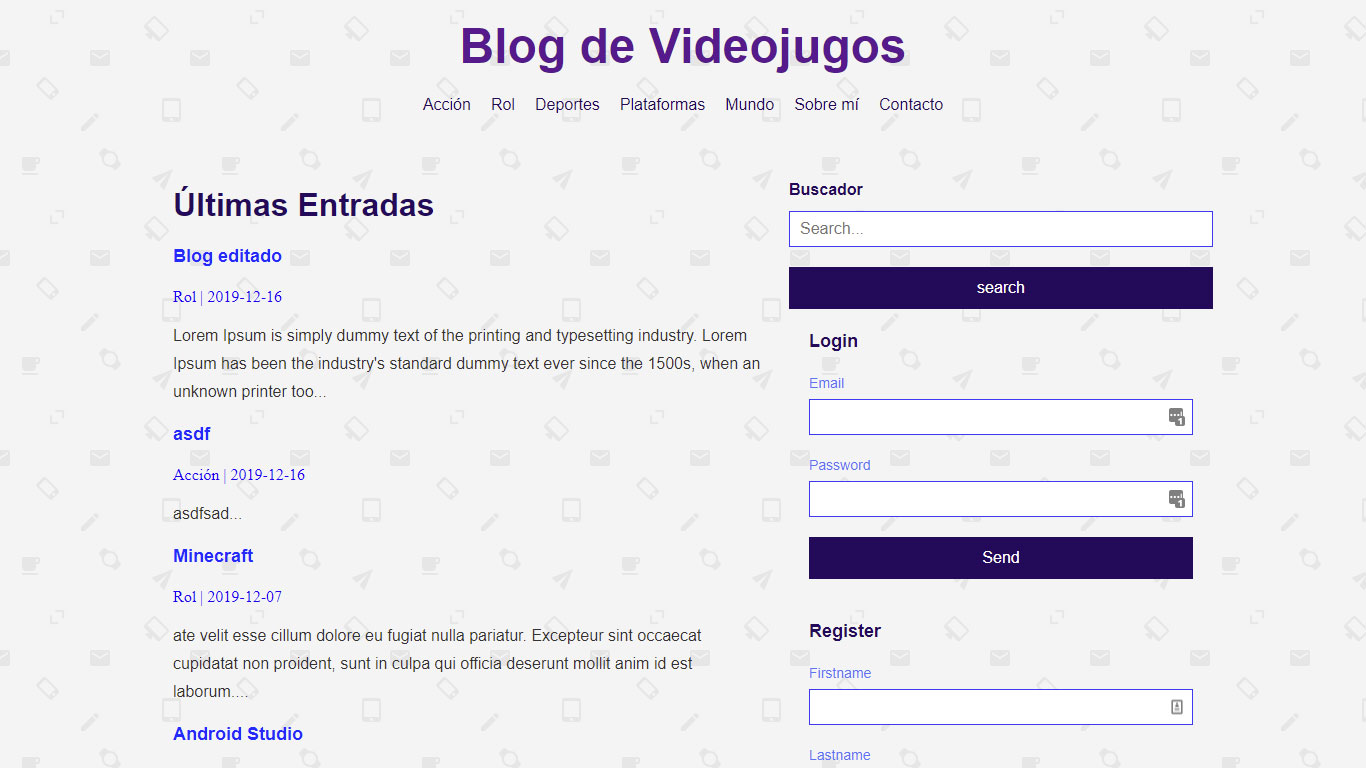 Blog de Videojugos
Acción Rol Deportes Plataformas Mundo Sobre mí Contacto
Últimas Entradas
Blog editado
Rol | 2019-12-16
Lorem Ipsum is simply dummy text of the printing and typesetting industry. Lorem
Ipsum has been the industry's standard dummy text ever since the 1500s, when an
unknown printer too...
asdf
Acción | 2019-12-16
asdfsad...
Minecraft
Rol | 2019-12-07
ate velit esse cillum dolore eu fugiat nulla pariatur. Excepteur sint occaecat
cupidatat non proident, sunt in culpa qui officia deserunt mollit anim id est
laborum....
Android Studio
Buscador
Search...
search
Login
Email
1
Password
1
Send
Register
Firstname
Lastname